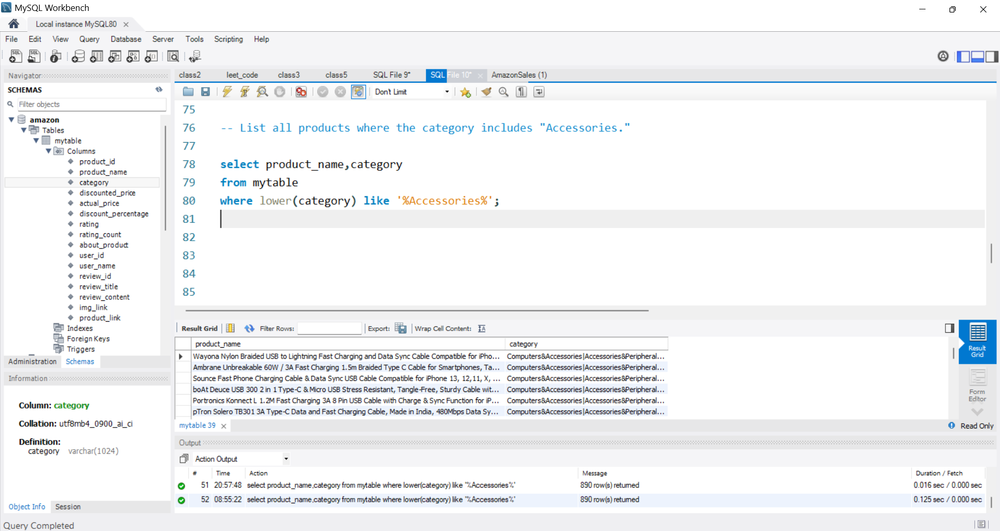 MySQL Workbench
Local instance MySQL80
File Edit View Query Database Server Tools Scripting Help
Navigator
SCHEMAS
Filter objects
amazon
Tables
mytable
Columns
product_id
product_name
category
discounted_price
actual_price
discount_percentage
rating
rating_count
about_product
user_id
user_name
review_id
review_title
review_content
img_link
product_link
Indexes
Foreign Keys
Triggers
Administration Schemas
Information
Column: category
Collation: utf8mb4_0900_ai_ci
Definition:
category varchar(1024)
Object Info Session
Query Completed
class2 leet_code class3 class5 SQL File 9* SQL File 10* AmazonSales (1)
Don't Limit
75
76 -- List all products where the category includes "Accessories."
77
78 select product_name,category
79 from mytable
80 where lower(category) like '%Accessories%';
81
82
83
84
85
Result Grid Filter Rows: Export: Wrap Cell Content:
product_name category
Wayona Nylon Braided USB to Lightning Fast Charging and Data Sync Cable Compatible for iPho... Computers&Accessories|Accessories&Peripheral...
Ambrane Unbreakable 60W / 3A Fast Charging 1.5m Braided Type C Cable for Smartphones, Ta... Computers&Accessories|Accessories&Peripheral...
Sounce Fast Phone Charging Cable & Data Sync USB Cable Compatible for iPhone 13, 12,11, X, ... Computers&Accessories|Accessories&Peripheral...
boAt Deuce USB 300 2 in 1 Type-C & Micro USB Stress Resistant, Tangle-Free, Sturdy Cable wit... Computers&Accessories|Accessories&Peripheral...
Portronics Konnect L 1.2M Fast Charging 3A 8 Pin USB Cable with Charge & Sync Function for iP... Computers&Accessories|Accessories&Peripheral...
pTron Solero TB301 3A Type-C Data and Fast Charging Cable, Made in India, 480Mbps Data Sy... Computers&Accessories|Accessories&Peripheral...
Result
Grid
Form
Editor
mytable 39
Read Only
Output
Action Output
# Time Action Message Duration / Fetch
51 20:57:48 select product_name,category from mytable where lower(category) like '%Accessories%' 890 row(s) returned 0.016 sec / 0.000 sec
52 08:55:22 select product_name,category from mytable where lower(category) like '%Accessories%' 890 row(s) returned 0.125 sec / 0.000 sec